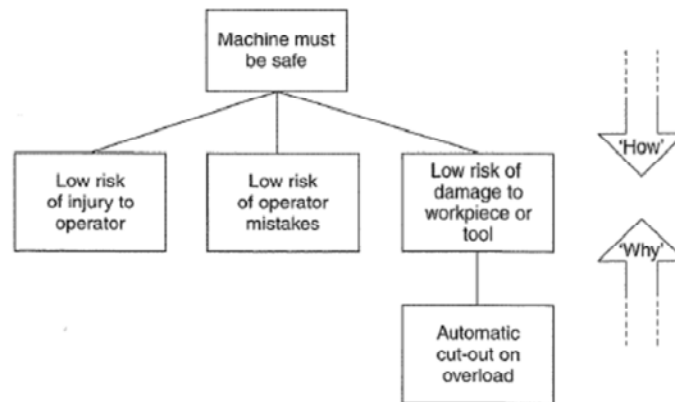 Machine must
be safe
'How'
Low risk
of injury to
operator
Low risk
of operator
mistakes
Low risk of
damage to
workpiece or
tool
'Why'
Automatic
cut-out on
overload